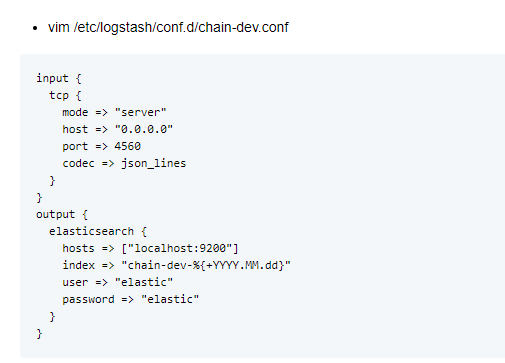 • vim /etc/logstash/conf.d/chain-dev.conf
input {
  tcp {
    mode => "server"
    host => "0.0.0.0"
    port => 4560
    codec => json_lines
  }
}
output {
  elasticsearch {
    hosts => ["localhost:9200"]
    index => "chain-dev-%{+YYYY.MM.dd}"
    user => "elastic"
    password => "elastic"
  }
}